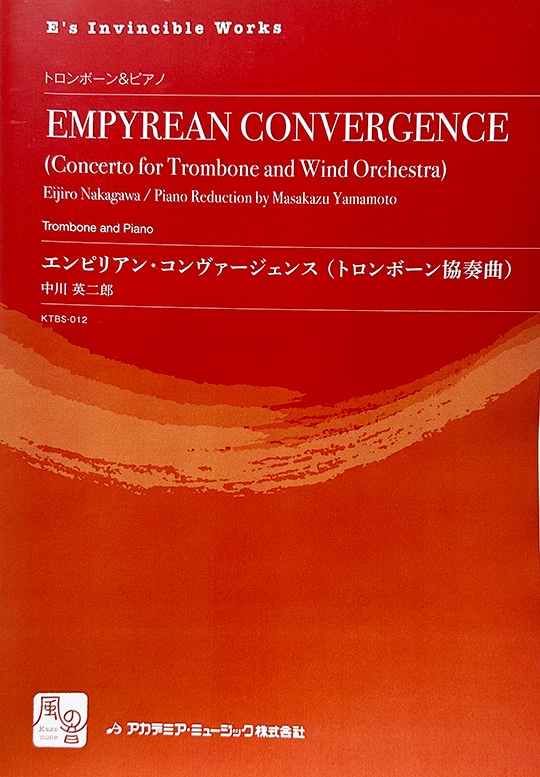 E's Invincible Works
トロンボーン&ピアノ
EMPYREAN CONVERGENCE
(Concerto for Trombone and Wind Orchestra)
Eijiro Nakagawa / Piano Reduction by Masakazu Yamamoto
Trombone and Piano
エンピリアン・コンヴァージェンス（トロンボーン協奏曲）
中川 英二郎
KTBS-012
風の音
Kaze
none
アカデミア・ミュージック株式会社